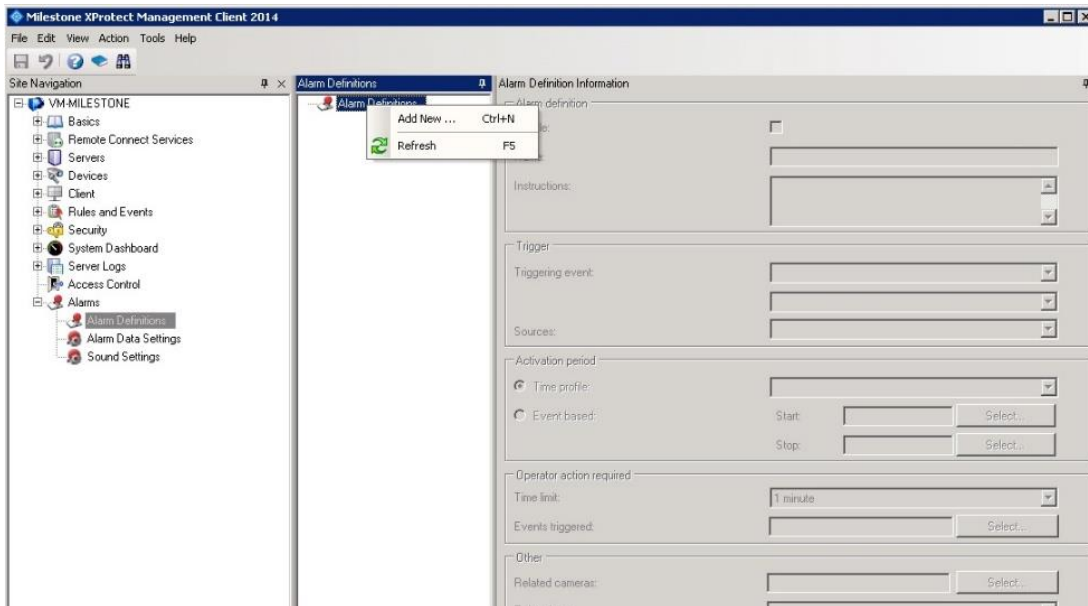 Milestone XProtect Management Client 2014
File Edit View Action Tools Help
Site Navigation
VM-MILESTONE
Basics
Remote Connect Services
Servers
Devices
Client
Rules and Events
Security
System Dashboard
Server Logs
Access Control
Alarms
Alarm Definitions
Alarm Data Settings
Sound Settings
Alarm Definitions
Alarm Definitions
Add New ... Ctrl+N
Refresh F5
Alarm Definition Information
Alarm definition
Instructions:
Trigger
Triggering event:
Sources:
Activation period
Time profile:
Event based: Start: Select...
Stop: Select...
Operator action required
Time limit: 1 minute
Events triggered: Select...
Other
Related cameras: Select...